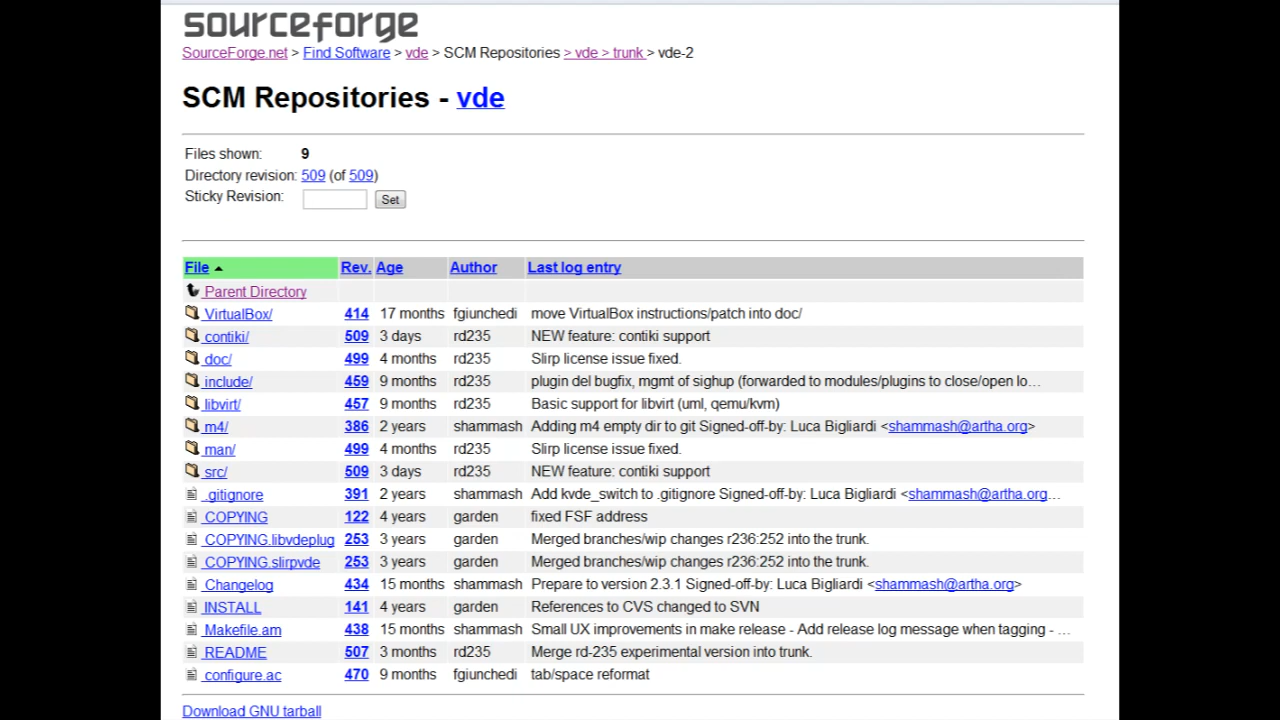 sourceforge
SourceForge.net > Find Software > vde > SCM Repositories > vde > trunk > vde-2
SCM Repositories - vde
Files shown: 9
Directory revision: 509 (of 509)
Sticky Revision: Set
File Rev. Age Author Last log entry
Parent Directory
VirtualBox/ 414 17 months fgiunchedi move VirtualBox instructions/patch into doc/
contiki/ 509 3 days rd235 NEW feature: contiki support
doc/ 499 4 months rd235 Slirp license issue fixed.
include/ 459 9 months rd235 plugin del bugfix, mgmt of sighup (forwarded to modules/plugins to close/open lo…
libvirt/ 457 9 months rd235 Basic support for libvirt (uml, qemu/kvm)
m4/ 386 2 years shammash Adding m4 empty dir to git Signed-off-by: Luca Bigliardi <shammash@artha.org>
man/ 499 4 months rd235 Slirp license issue fixed.
src/ 509 3 days rd235 NEW feature: contiki support
.gitignore 391 2 years shammash Add kvde_switch to .gitignore Signed-off-by: Luca Bigliardi <shammash@artha.org…
COPYING 122 4 years garden fixed FSF address
COPYING.libvdeplug 253 3 years garden Merged branches/wip changes r236:252 into the trunk.
COPYING.slirpvde 253 3 years garden Merged branches/wip changes r236:252 into the trunk.
Changelog 434 15 months shammash Prepare to version 2.3.1 Signed-off-by: Luca Bigliardi <shammash@artha.org>
INSTALL 141 4 years garden References to CVS changed to SVN
Makefile.am 438 15 months shammash Small UX improvements in make release - Add release log message when tagging - …
README 507 3 months rd235 Merge rd-235 experimental version into trunk.
configure.ac 470 9 months fgiunchedi tab/space reformat
Download GNU tarball